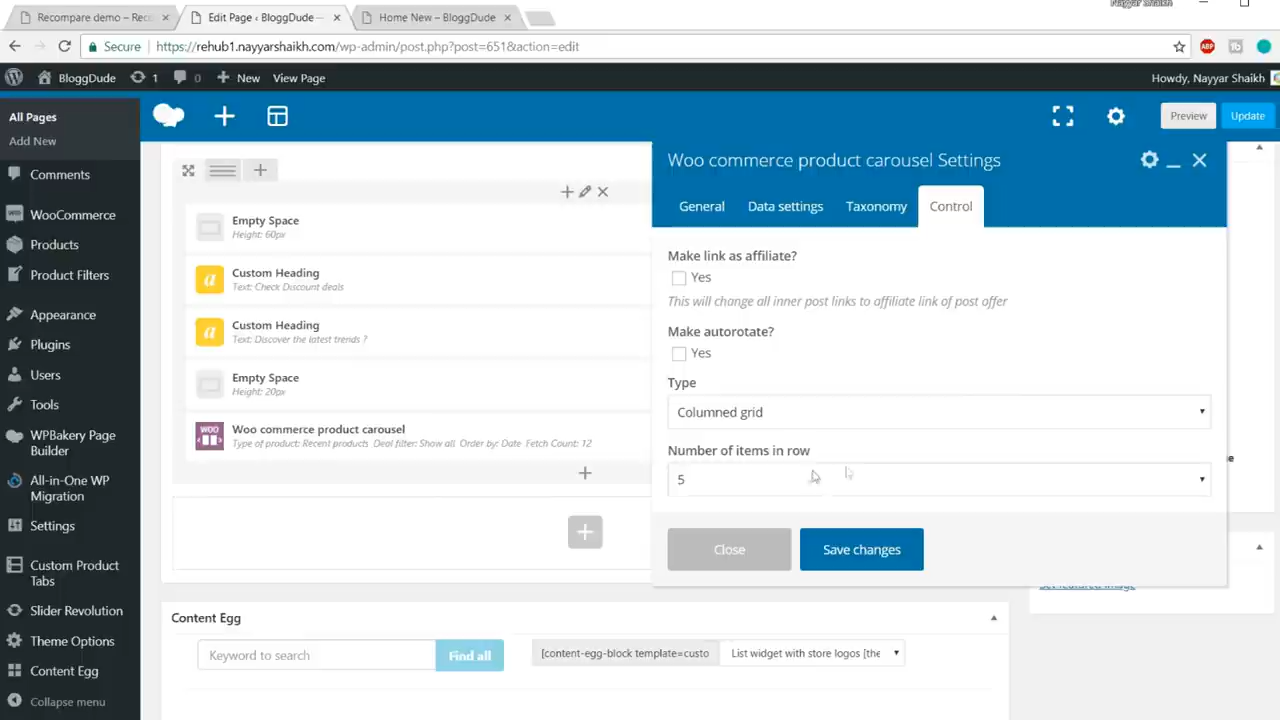 Nayyar Shaikh
Recompare demo – Reco
Edit Page ‹ BloggDude —
Home New – BloggDude
Secure
https://rehub1.nayyarshaikh.com/wp-admin/post.php?post=651&action=edit
ABP
BloggDude
1
0
New
View Page
Howdy, Nayyar Shaikh
All Pages
Add New
Comments
WooCommerce
Products
Product Filters
Appearance
Plugins
Users
Tools
WPBakery Page
Builder
All-in-One WP
Migration
Settings
Custom Product
Tabs
Slider Revolution
Theme Options
Content Egg
Collapse menu
Preview
Update
Empty Space
Height: 60px
Custom Heading
Text: Check Discount deals
Custom Heading
Text: Discover the latest trends ?
Empty Space
Height: 20px
WOO
Woo commerce product carousel
Type of product: Recent products Deal filter: Show all Order by: Date Fetch Count: 12
Woo commerce product carousel Settings
General
Data settings
Taxonomy
Control
Make link as affiliate?
Yes
This will change all inner post links to affiliate link of post offer
Make autorotate?
Yes
Type
Columned grid
Number of items in row
5
Close
Save changes
Set featured image
Content Egg
Keyword to search
Find all
[content-egg-block template=custo
List widget with store logos [the